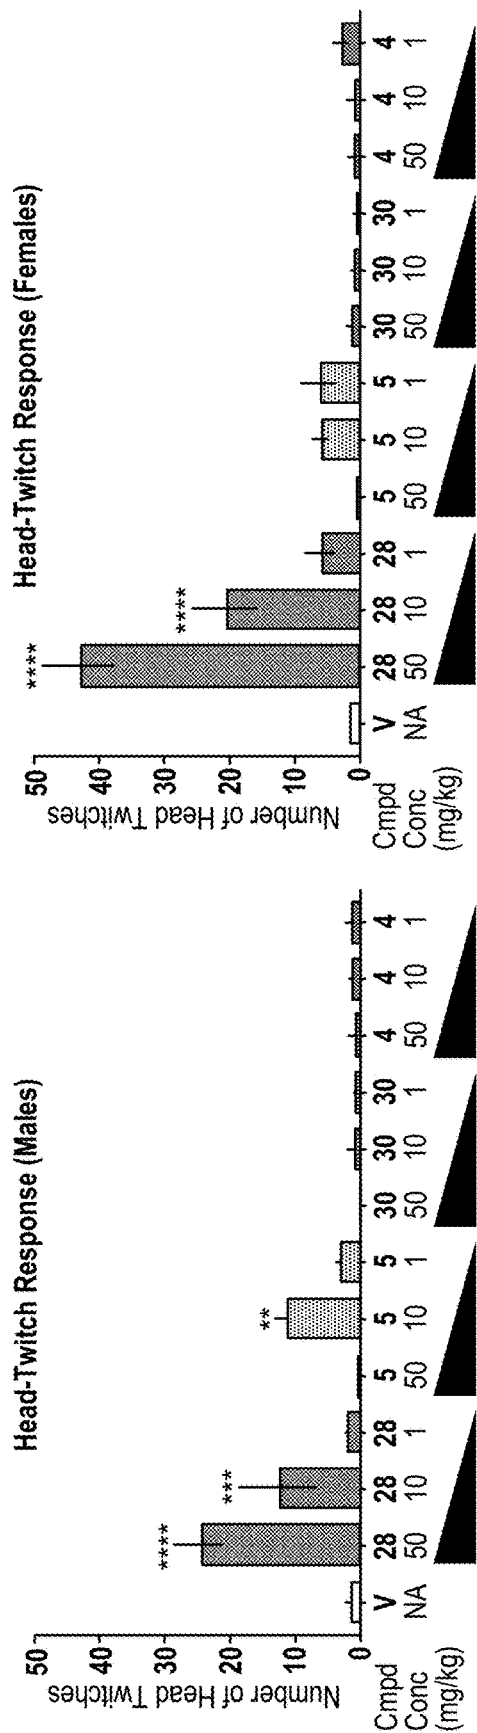 Head-Twitch Response (Males)
Number of Head Twitches
50
40
30
20
10
0
****
***
**
Cmpd V 28 28 28 5 5 5 30 30 30 4 4 4
Conc NA 50 10 1 50 10 1 50 10 1 50 10 1
(mg/kg)
Head-Twitch Response (Females)
Number of Head Twitches
50
40
30
20
10
0
****
****
Cmpd V 28 28 28 5 5 5 30 30 30 4 4 4
Conc NA 50 10 1 50 10 1 50 10 1 50 10 1
(mg/kg)